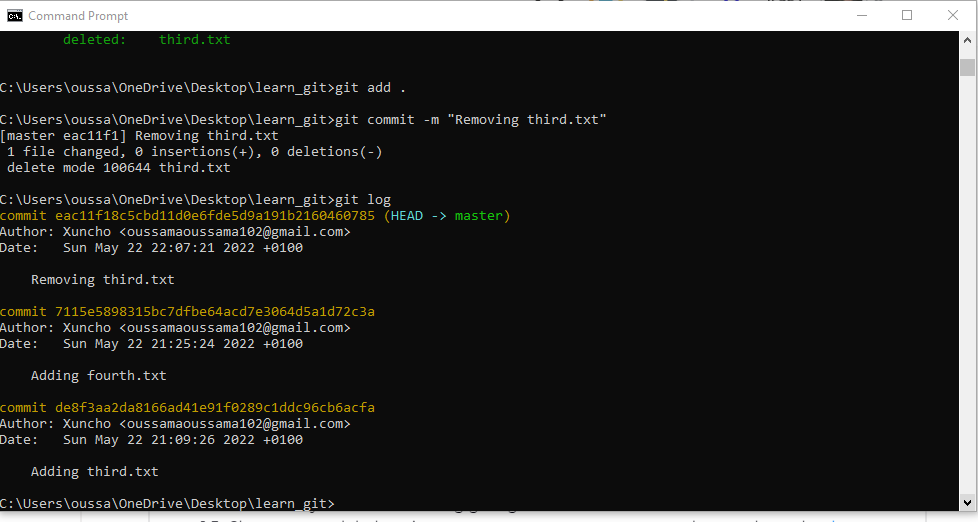 Command Prompt
deleted:    third.txt
C:\Users\oussa\OneDrive\Desktop\learn_git>git add .
C:\Users\oussa\OneDrive\Desktop\learn_git>git commit -m "Removing third.txt"
[master eac11f1] Removing third.txt
 1 file changed, 0 insertions(+), 0 deletions(-)
 delete mode 100644 third.txt
C:\Users\oussa\OneDrive\Desktop\learn_git>git log
commit eac11f18c5cbd11d0e6fde5d9a191b2160460785 (HEAD -> master)
Author: Xuncho <oussamaoussama102@gmail.com>
Date:   Sun May 22 22:07:21 2022 +0100
    Removing third.txt
commit 7115e5898315bc7dfbe64acd7e3064d5a1d72c3a
Author: Xuncho <oussamaoussama102@gmail.com>
Date:   Sun May 22 21:25:24 2022 +0100
    Adding fourth.txt
commit de8f3aa2da8166ad41e91f0289c1ddc96cb6acfa
Author: Xuncho <oussamaoussama102@gmail.com>
Date:   Sun May 22 21:09:26 2022 +0100
    Adding third.txt
C:\Users\oussa\OneDrive\Desktop\learn_git>